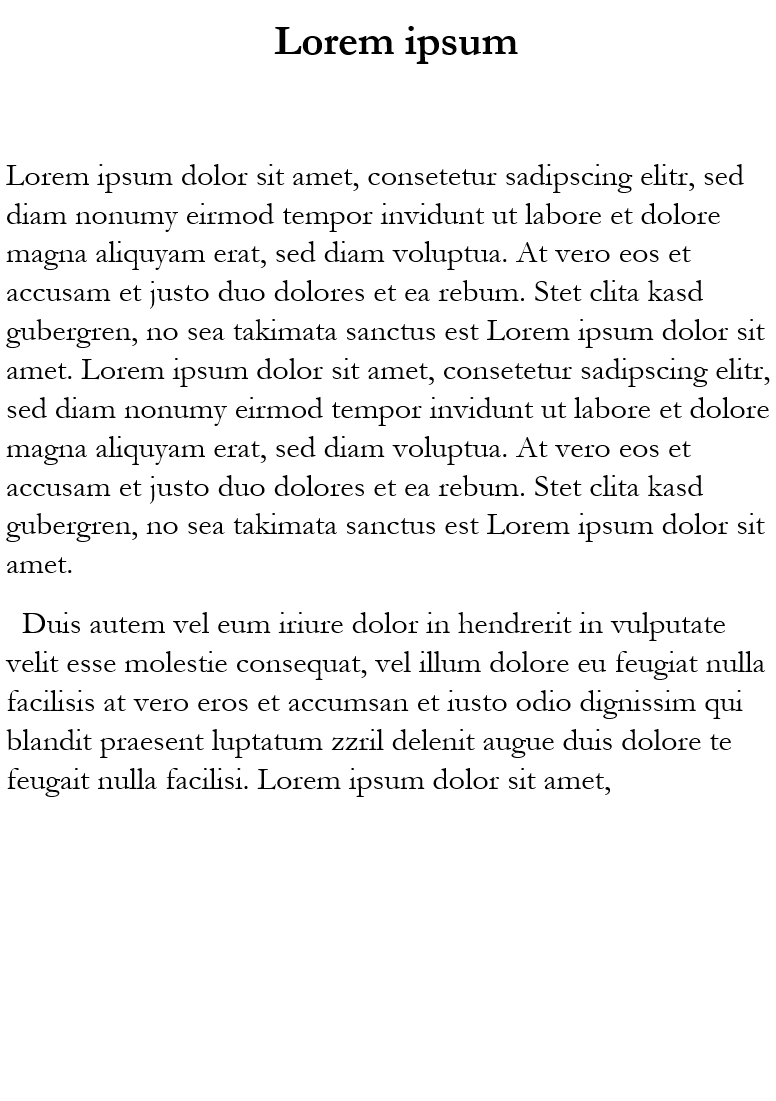 Lorem ipsum
Lorem ipsum dolor sit amet, consetetur sadipscing elitr, sed
diam nonumy eirmod tempor invidunt ut labore et dolore
magna aliquyam erat, sed diam voluptua. At vero eos et
accusam et justo duo dolores et ea rebum. Stet clita kasd
gubergren, no sea takimata sanctus est Lorem ipsum dolor sit
amet. Lorem ipsum dolor sit amet, consetetur sadipscing elitr,
sed diam nonumy eirmod tempor invidunt ut labore et dolore
magna aliquyam erat, sed diam voluptua. At vero eos et
accusam et justo duo dolores et ea rebum. Stet clita kasd
gubergren, no sea takimata sanctus est Lorem ipsum dolor sit
amet.
Duis autem vel eum iriure dolor in hendrerit in vulputate
velit esse molestie consequat, vel illum dolore eu feugiat nulla
facilisis at vero eros et accumsan et iusto odio dignissim qui
blandit praesent luptatum zzril delenit augue duis dolore te
feugait nulla facilisi. Lorem ipsum dolor sit amet,